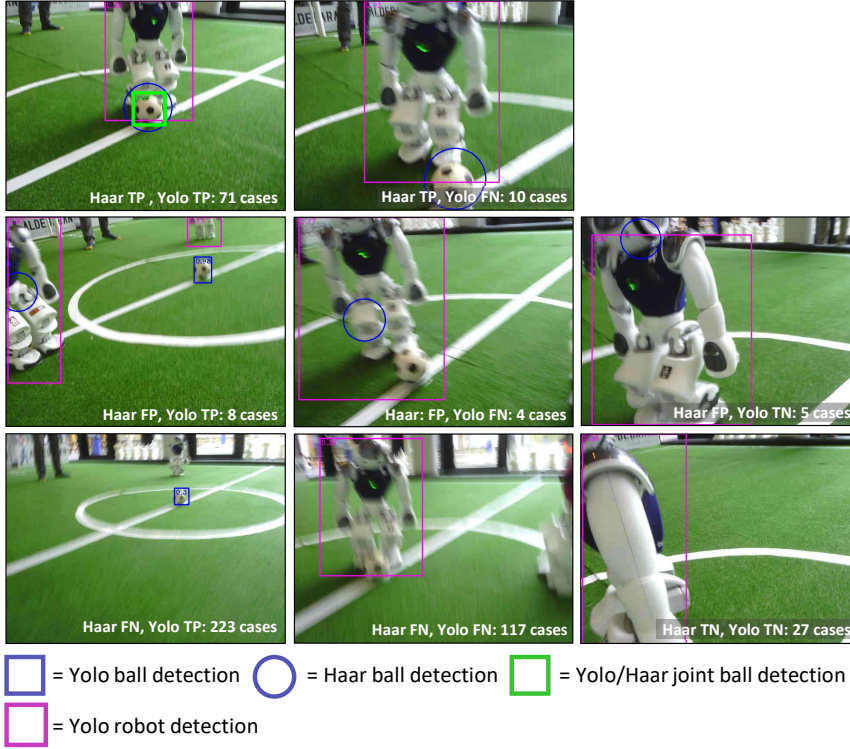 Haar TP , Yolo TP: 71 cases
Haar TP, Yolo FN: 10 cases
Haar FP, Yolo TP: 8 cases
Haar: FP, Yolo FN: 4 cases
Haar FP, Yolo TN: 5 cases
Haar FN, Yolo TP: 223 cases
Haar FN, Yolo FN: 117 cases
Haar TN, Yolo TN: 27 cases
= Yolo ball detection
= Haar ball detection
= Yolo/Haar joint ball detection
= Yolo robot detection